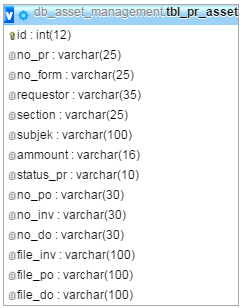 db_asset_management.tbl_pr_asset
id : int(12)
no_pr : varchar(25)
no_form : varchar(25)
requestor : varchar(35)
section : varchar(25)
subjek : varchar(100)
ammount : varchar(16)
status_pr : varchar(10)
no_po : varchar(30)
no_inv : varchar(30)
no_do : varchar(30)
file_inv : varchar(100)
file_po : varchar(100)
file_do : varchar(100)